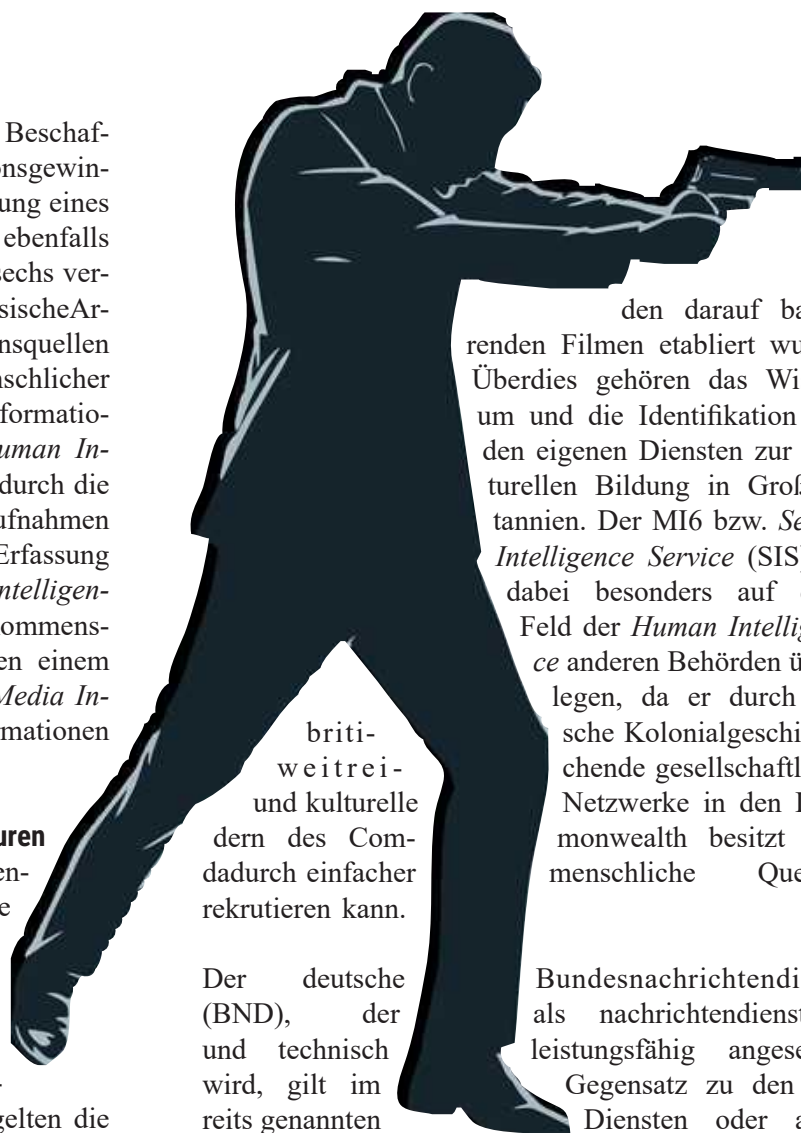 Beschaf-
onsgewin-
ung eines
ebenfalls
sechs ver-
sischeAr-
nsquellen
nschlicher
formatio-
uman In-
durch die
ufnahmen
Erfassung
ntelligen-
ommens-
en einem
Media In-
rmationen
uren
en-
e
-
gelten die
den darauf ba
renden Filmen etabliert wu
Überdies gehören das Wi
um und die Identifikation
den eigenen Diensten zur
turellen Bildung in Groß
tannien. Der MI6 bzw. Se
Intelligence Service (SIS)
dabei besonders auf
Feld der Human Intellig
ce anderen Behörden ü
legen, da er durch
briti- sche Kolonialgeschi
weitrei- chende gesellschaftl
und kulturelle Netzwerke in den
dern des Com- monwealth besitzt
dadurch einfacher menschliche Que
rekrutieren kann.
Der deutsche Bundesnachrichtendi
(BND), der als nachrichtendienst
und technisch leistungsfähig angese
wird, gilt im Gegensatz zu den
reits genannten Diensten oder a